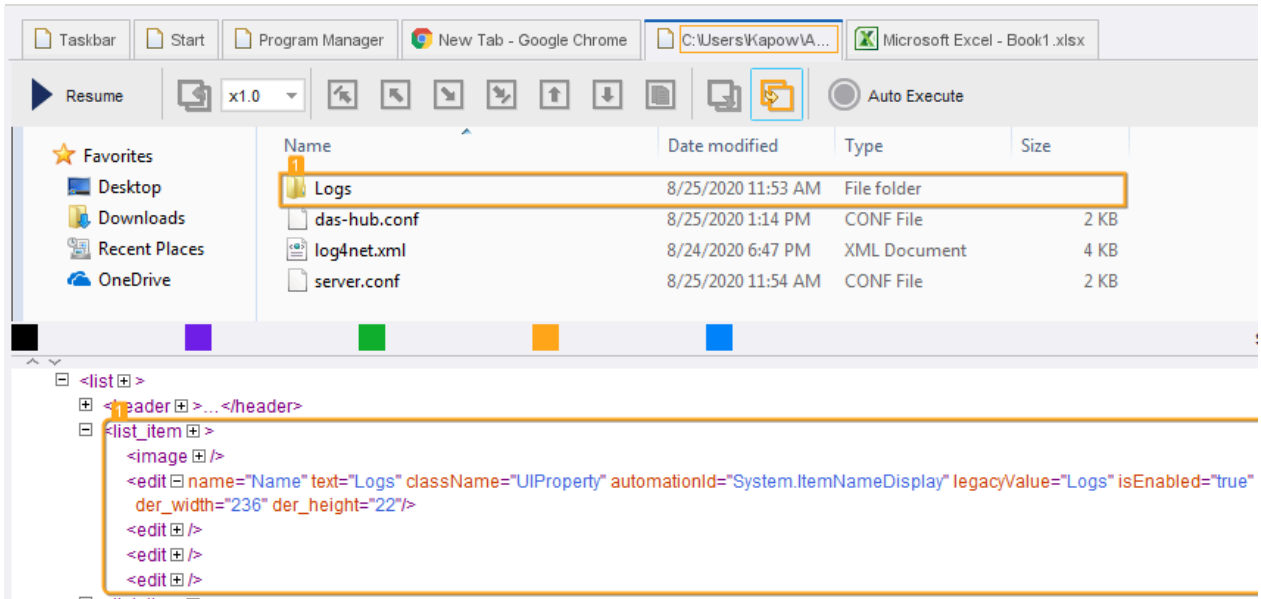 Taskbar Start Program Manager New Tab - Google Chrome C:\Users\Kapow\A... Microsoft Excel - Book1.xlsx
Resume x1.0 Auto Execute
Favorites
Desktop
Downloads
Recent Places
OneDrive
Name Date modified Type Size
1
Logs 8/25/2020 11:53 AM File folder
das-hub.conf 8/25/2020 1:14 PM CONF File 2 KB
log4net.xml 8/24/2020 6:47 PM XML Document 4 KB
server.conf 8/25/2020 11:54 AM CONF File 2 KB
<list >
<header >...</header>
1
<list_item >
<image />
<edit name="Name" text="Logs" className="UIProperty" automationId="System.ItemNameDisplay" legacyValue="Logs" isEnabled="true"
der_width="236" der_height="22"/>
<edit />
<edit />
<edit />